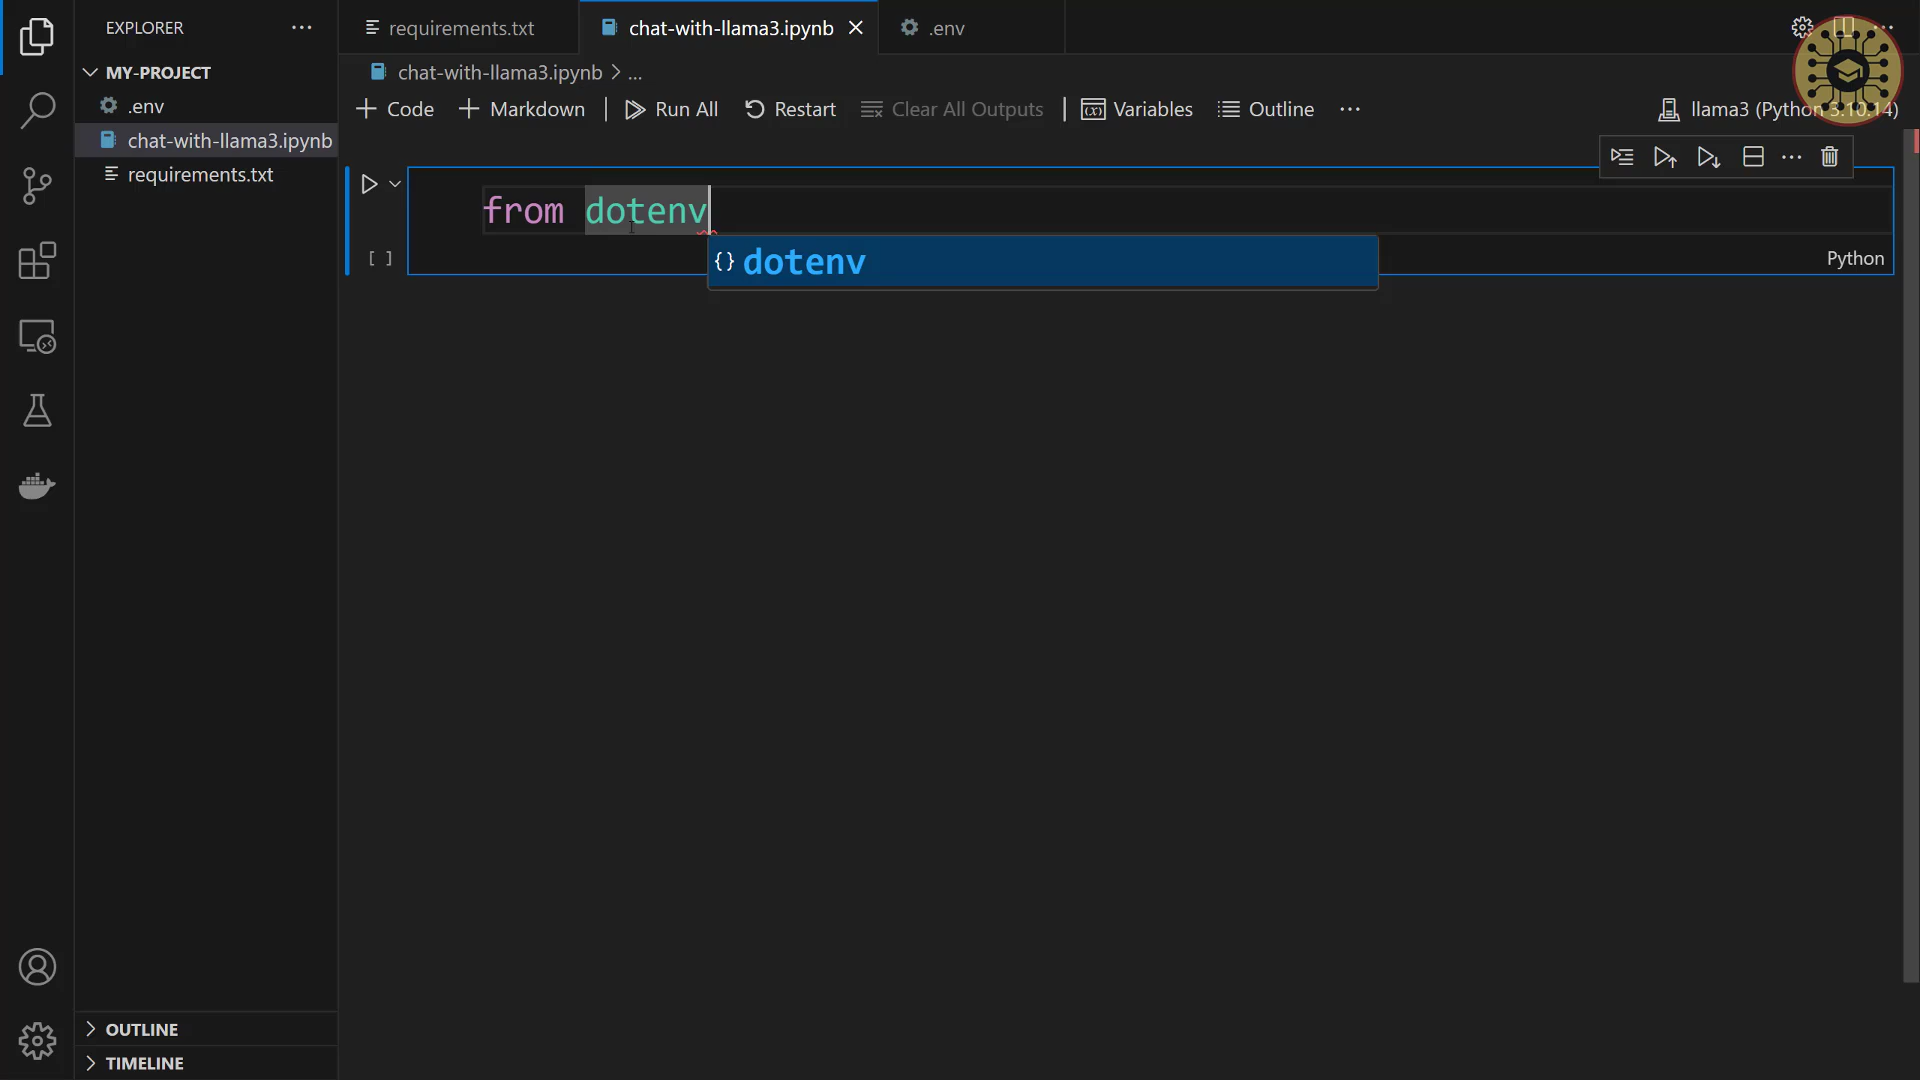 EXPLORER
MY-PROJECT
.env
chat-with-llama3.ipynb
requirements.txt
OUTLINE
TIMELINE
requirements.txt
chat-with-llama3.ipynb
.env
chat-with-llama3.ipynb > ...
+ Code + Markdown | Run All Restart Clear All Outputs | Variables Outline ...
llama3 (Python 3.10.14)
from dotenv
[ ]
{} dotenv
Python